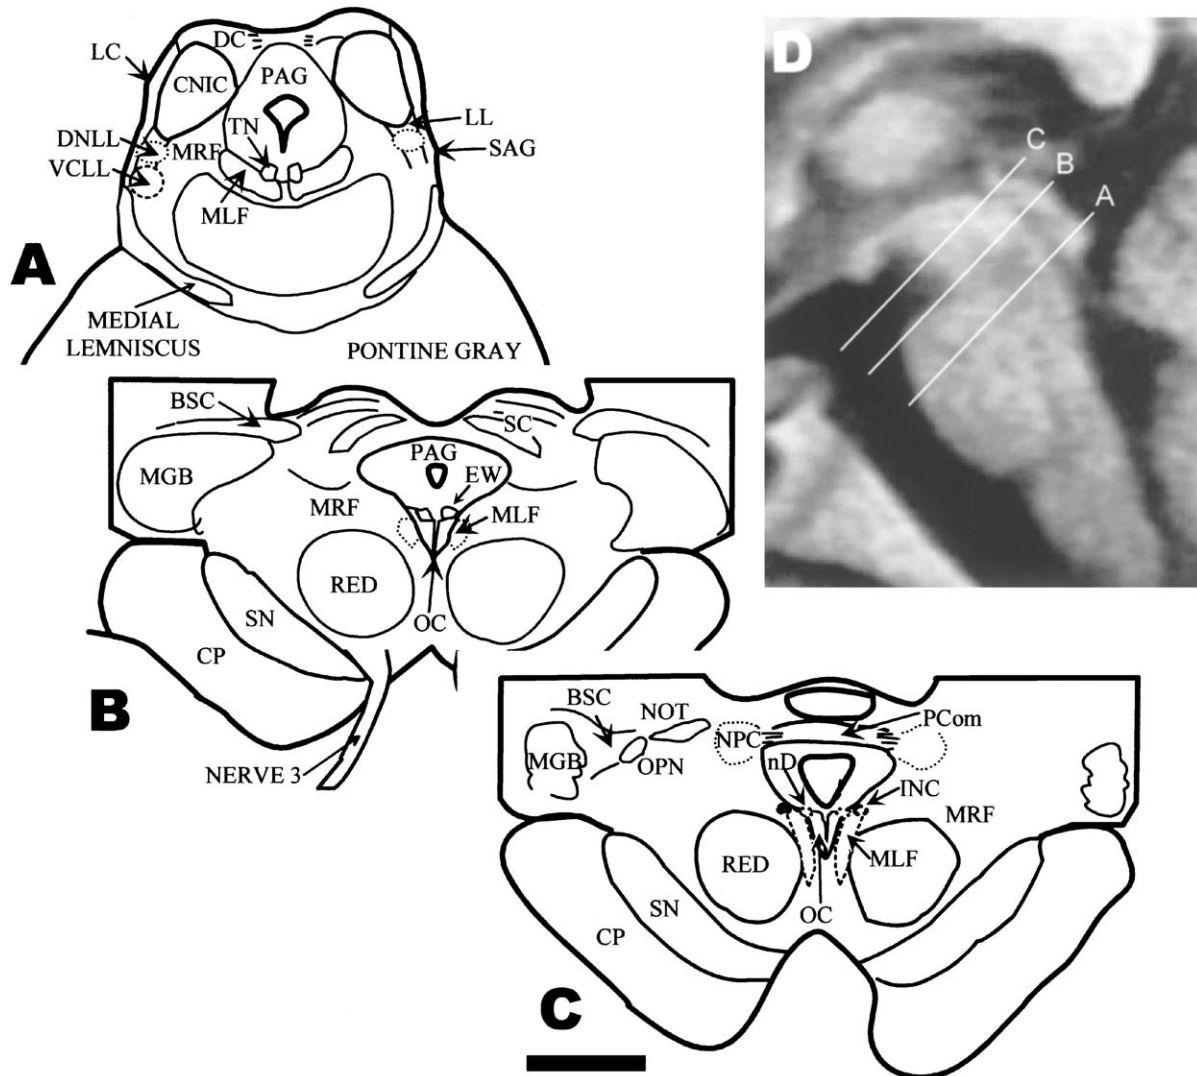 DC
LC
CNIC
PAG
TN
LL
DNLL
MRF
SAG
VCLL
MLF
A
MEDIAL
LEMNISCUS
PONTINE GRAY
BSC
SC
PAG
MGB
EW
MRF
MLF
RED
SN
OC
CP
B
NERVE 3
BSC
NOT
PCom
NPC
MGB
nD
OPN
INC
MRF
RED
MLF
SN
OC
CP
C
D
C
B
A